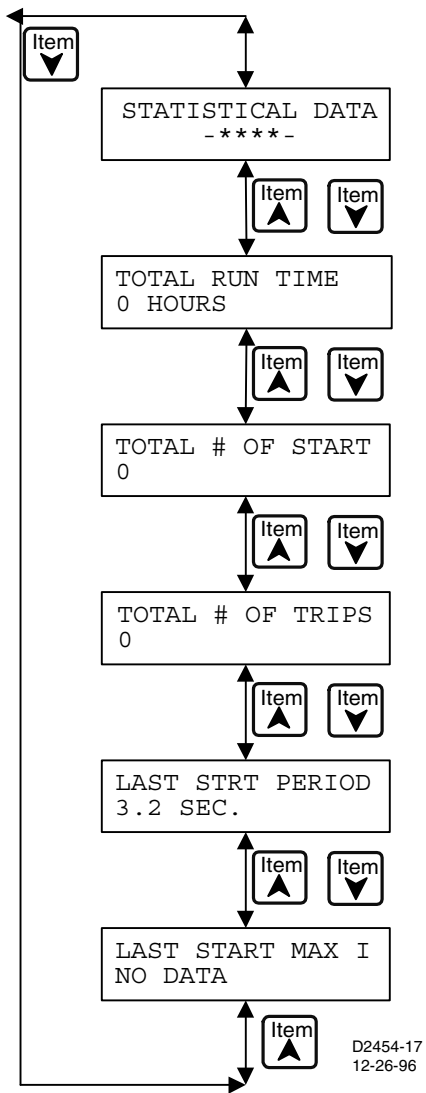 Item
STATISTICAL DATA
-****-
Item Item
TOTAL RUN TIME
0 HOURS
Item Item
TOTAL # OF START
0
Item Item
TOTAL # OF TRIPS
0
Item Item
LAST STRT PERIOD
3.2 SEC.
Item Item
LAST START MAX I
NO DATA
Item
D2454-17
12-26-96